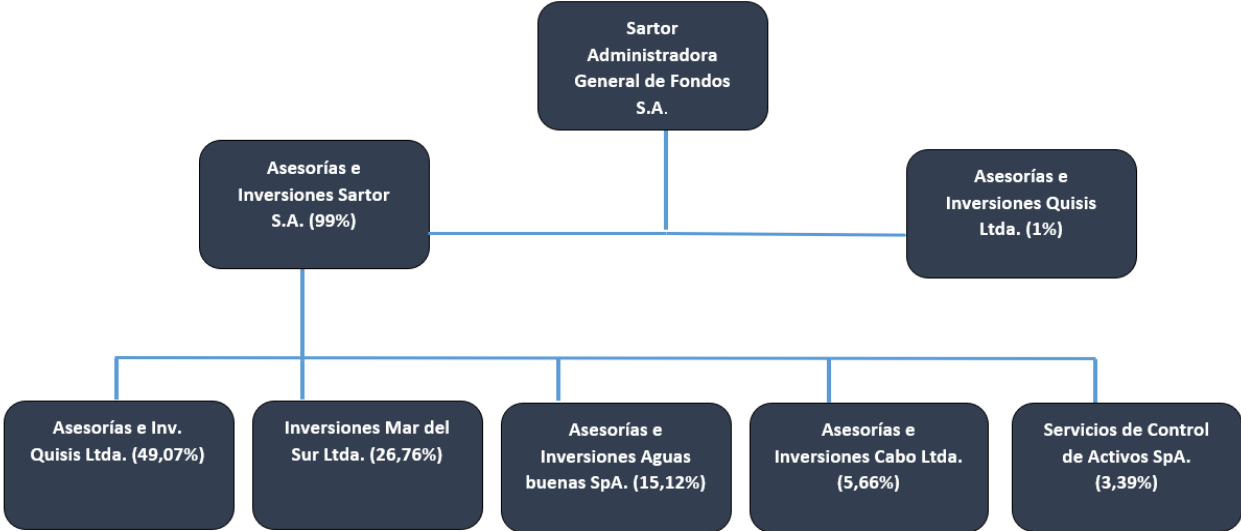 Sartor
Administradora
General de Fondos
S.A.
Asesorías e
Inversiones Sartor
S.A. (99%)
Asesorías e
Inversiones Quisis
Ltda. (1%)
Asesorías e Inv.
Quisis Ltda. (49,07%)
Inversiones Mar del
Sur Ltda. (26,76%)
Asesorías e
Inversiones Aguas
buenas SpA. (15,12%)
Asesorías e
Inversiones Cabo Ltda.
(5,66%)
Servicios de Control
de Activos SpA.
(3,39%)